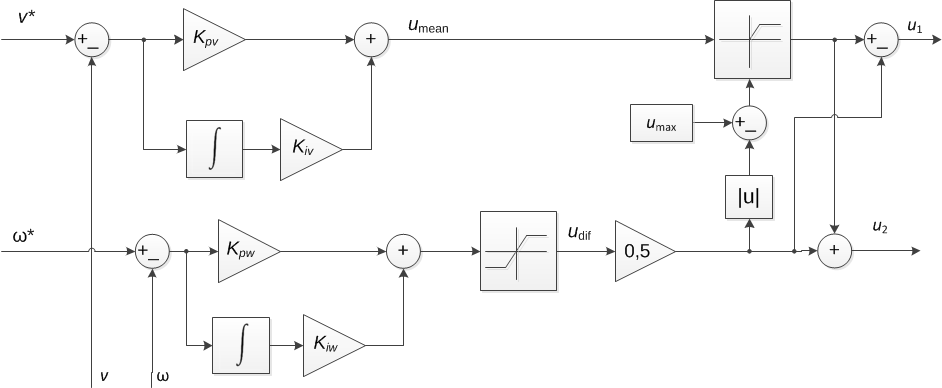 v*
+
_
K_pv
+
u_mean
u_1
+
_
∫
K_iv
u_max
+
_
|u|
ω*
+
_
K_pw
+
u_dif
0,5
+
u_2
∫
K_iw
v
ω